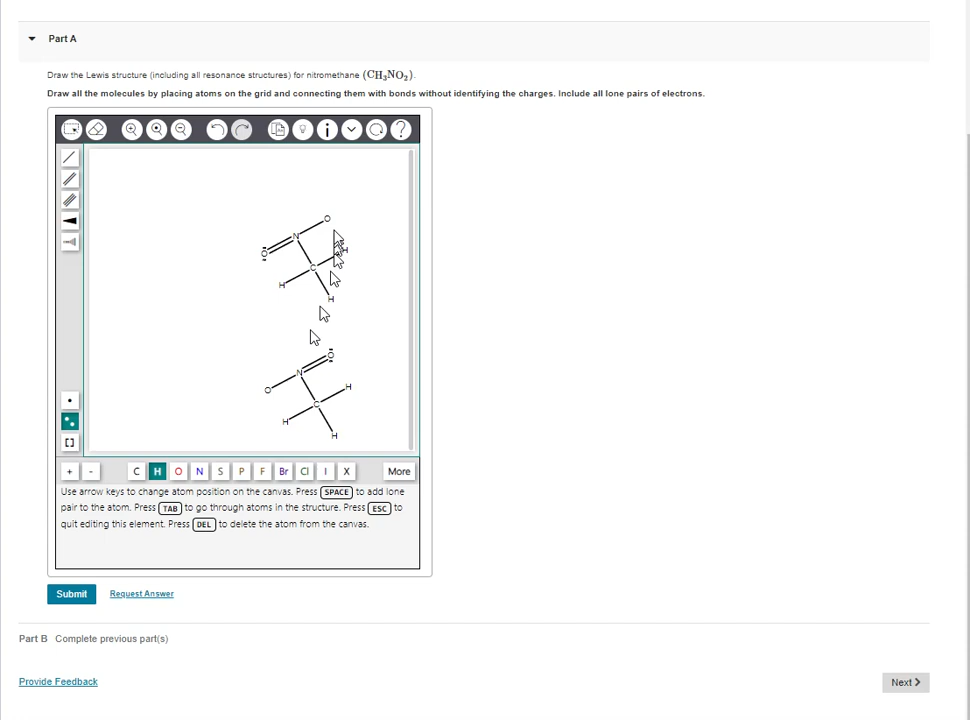 Part A
Draw the Lewis structure (including all resonance structures) for nitromethane (CH₃NO₂).
Draw all the molecules by placing atoms on the grid and connecting them with bonds without identifying the charges. Include all lone pairs of electrons.
i ?
O
N
O
H
C
H
H
O
N
O
H
C
H
H
[]
+ - C H O N S P F Br Cl I X More
Use arrow keys to change atom position on the canvas. Press SPACE to add lone
pair to the atom. Press TAB to go through atoms in the structure. Press ESC to
quit editing this element. Press DEL to delete the atom from the canvas.
Submit Request Answer
Part B Complete previous part(s)
Provide Feedback
Next